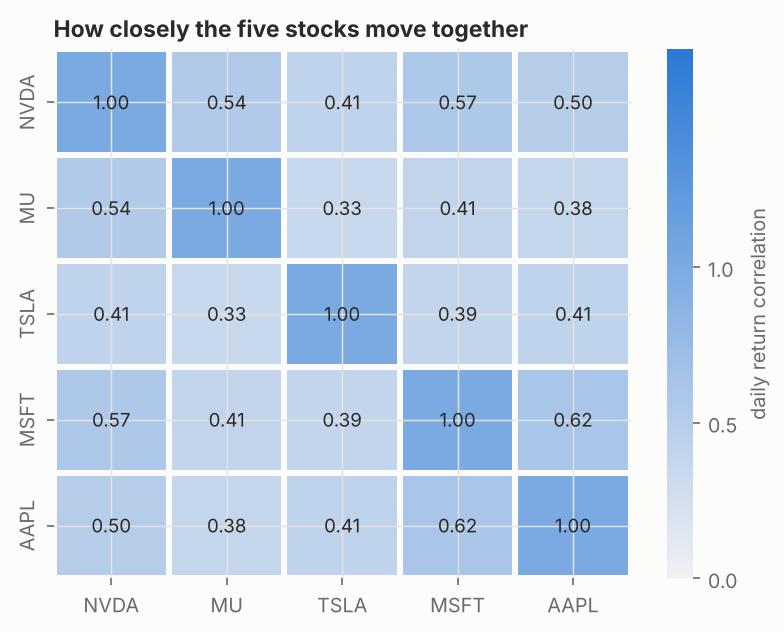 How closely the five stocks move together
NVDA 1.00 0.54 0.41 0.57 0.50
MU 0.54 1.00 0.33 0.41 0.38
TSLA 0.41 0.33 1.00 0.39 0.41
MSFT 0.57 0.41 0.39 1.00 0.62
AAPL 0.50 0.38 0.41 0.62 1.00
NVDA MU TSLA MSFT AAPL
1.0
0.5
0.0
daily return correlation